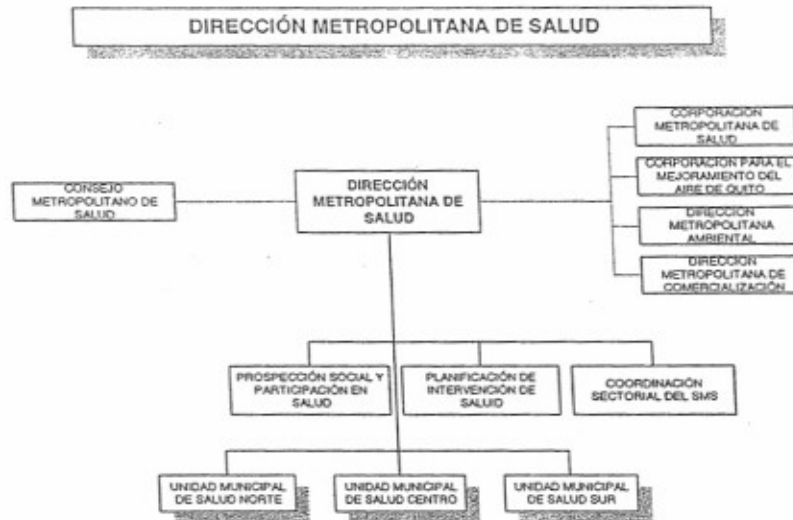 DIRECCIÓN METROPOLITANA DE SALUD
CORPORACION
METROPOLITANA DE
SALUD
CORPORACION PARA EL
MEJORAMIENTO DEL
AIRE DE QUITO
DIRECCION
METROPOLITANA
AMBIENTAL
DIRECCION
METROPOLITANA DE
COMERCIALIZACIÓN
CONSEJO
METROPOLITANO DE
SALUD
DIRECCIÓN
METROPOLITANA DE
SALUD
PROSPECCIÓN SOCIAL Y
PARTICIPACIÓN EN
SALUD
PLANIFICACIÓN DE
INTERVENCIÓN DE
SALUD
COORDINACIÓN
SECTORIAL DEL SMS
UNIDAD MUNICIPAL
DE SALUD NORTE
UNIDAD MUNICIPAL
DE SALUD CENTRO
UNIDAD MUNICIPAL
DE SALUD SUR